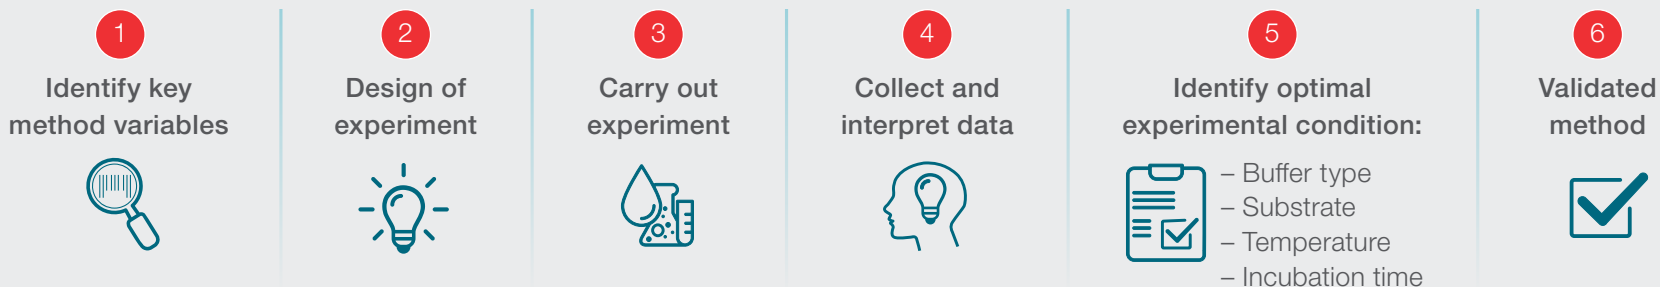 1
Identify key
method variables
2
Design of
experiment
3
Carry out
experiment
4
Collect and
interpret data
5
Identify optimal
experimental condition:
– Buffer type
– Substrate
– Temperature
– Incubation time
6
Validated
method